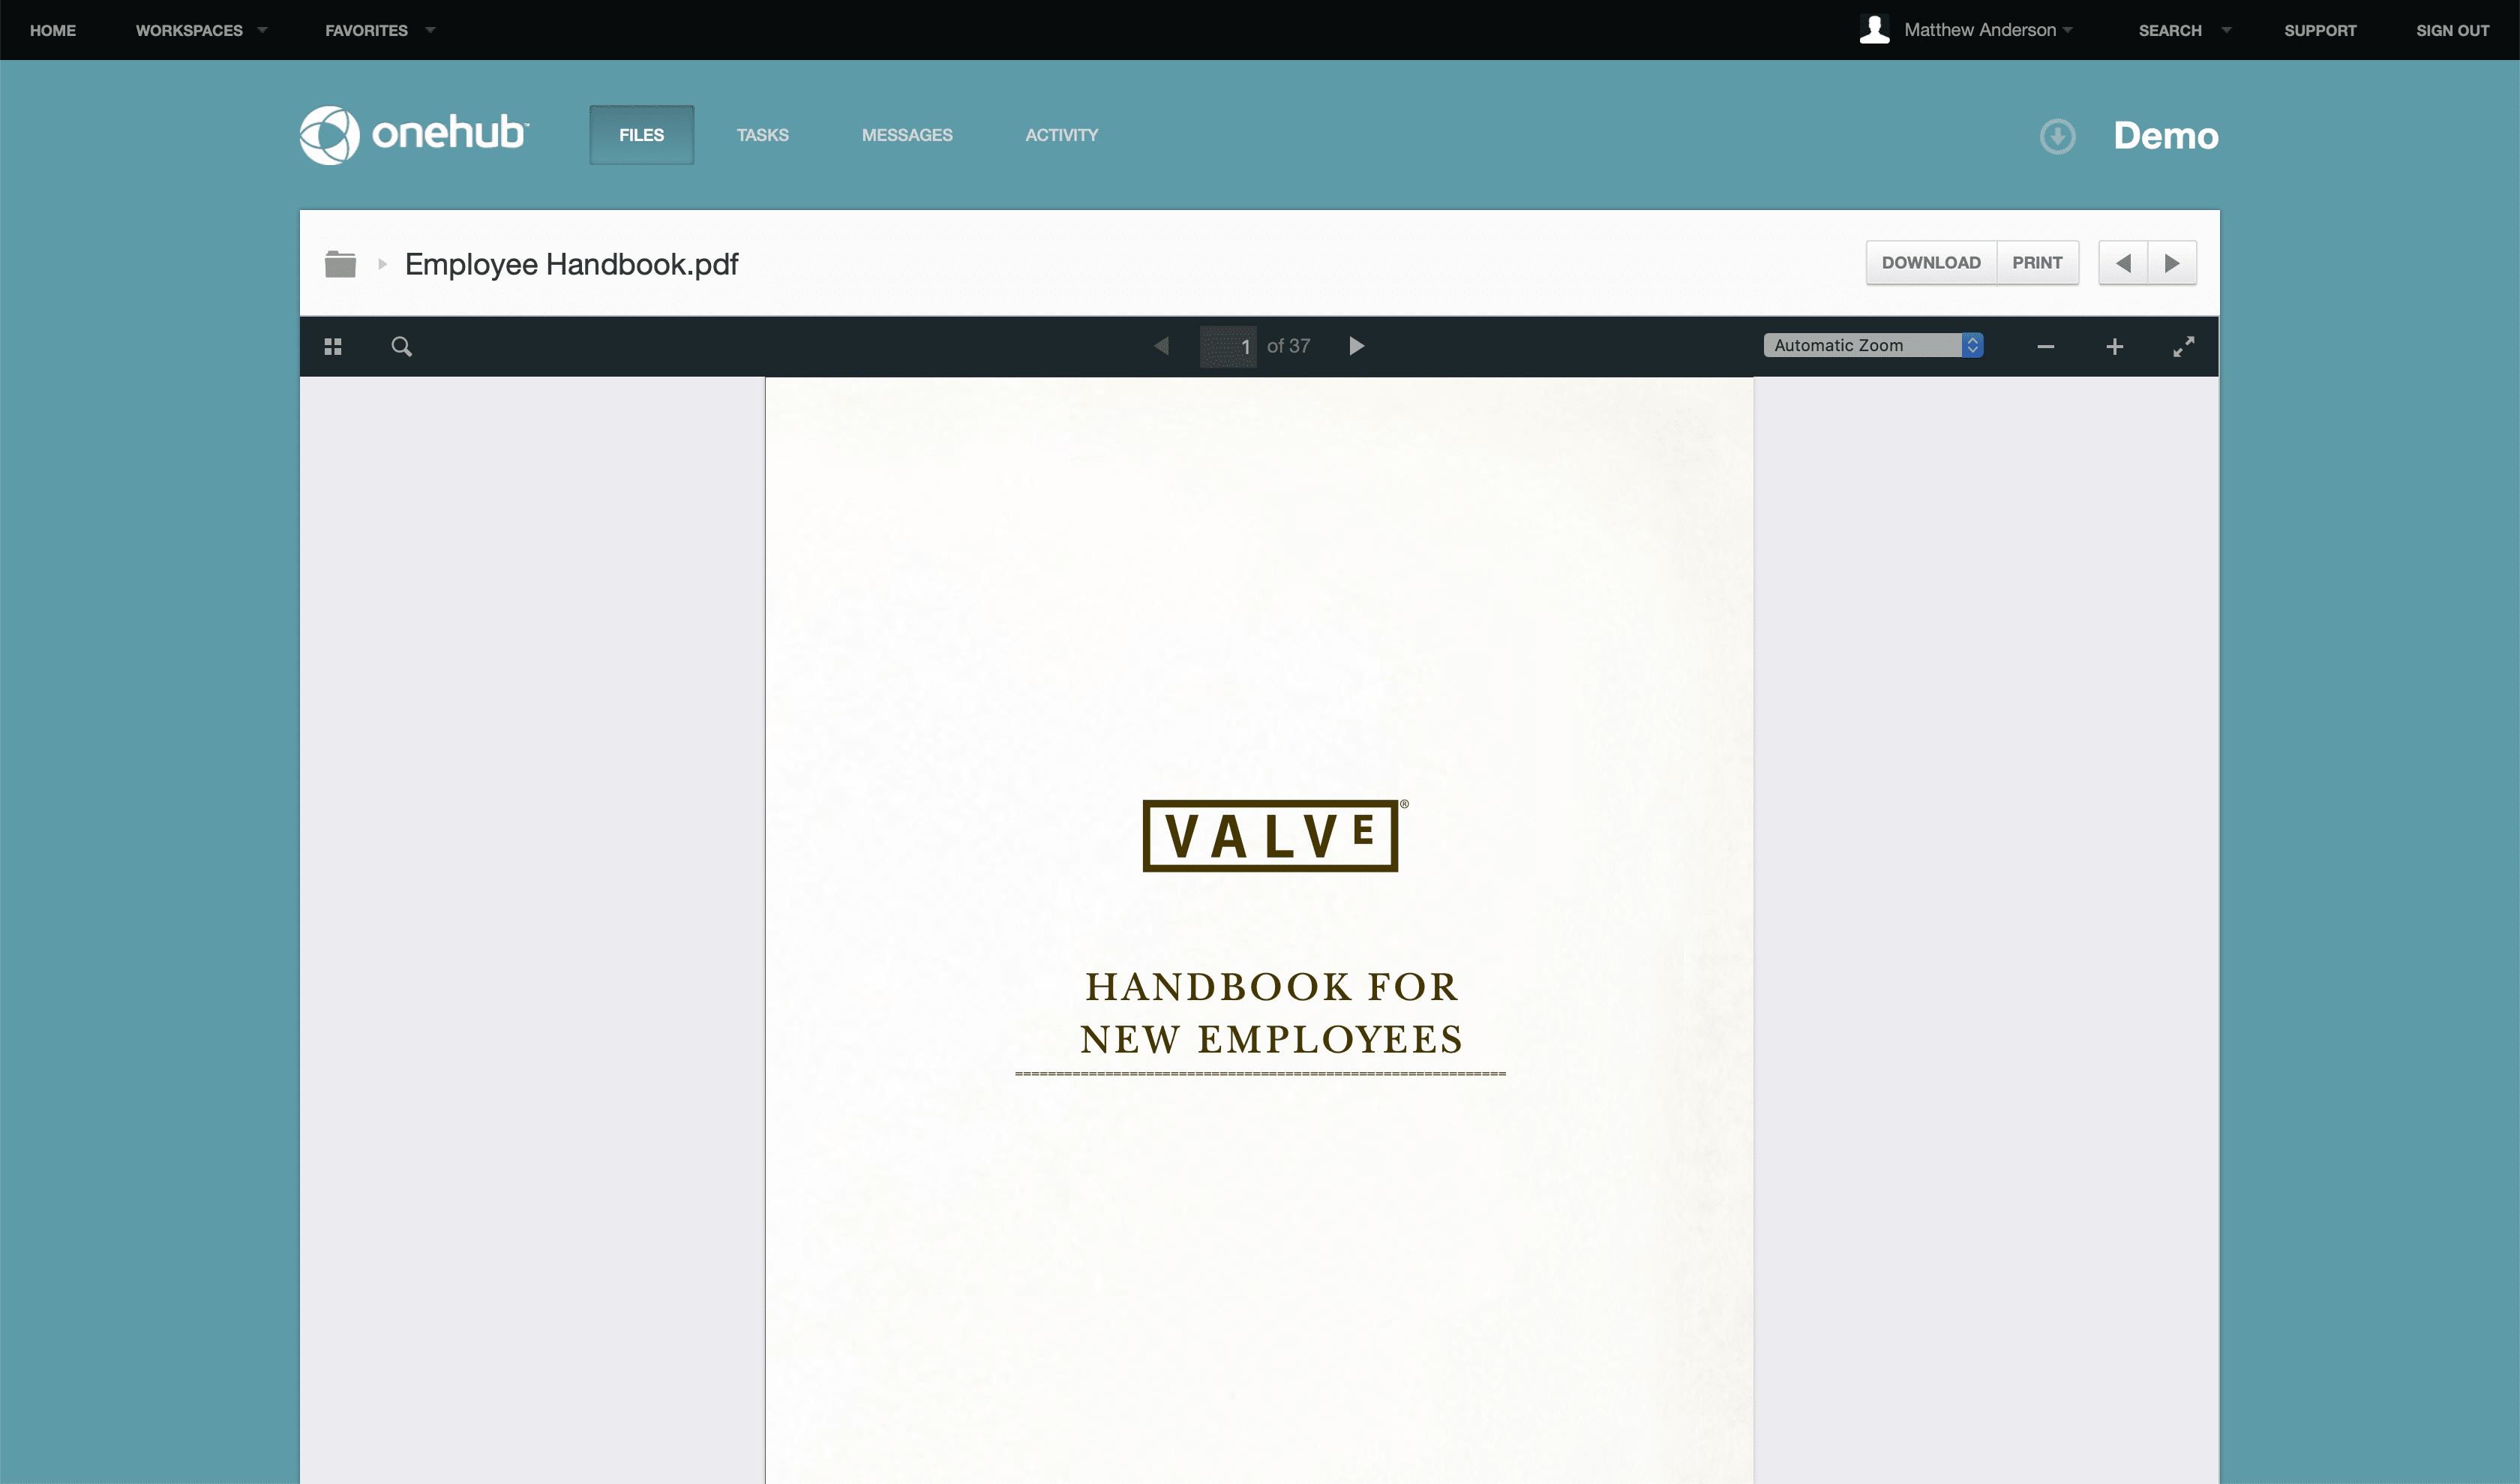 HOME WORKSPACES FAVORITES Matthew Anderson SEARCH SUPPORT SIGN OUT
onehub™ FILES TASKS MESSAGES ACTIVITY Demo
Employee Handbook.pdf DOWNLOAD PRINT
1 of 37 Automatic Zoom
VALVE®
HANDBOOK FOR
NEW EMPLOYEES